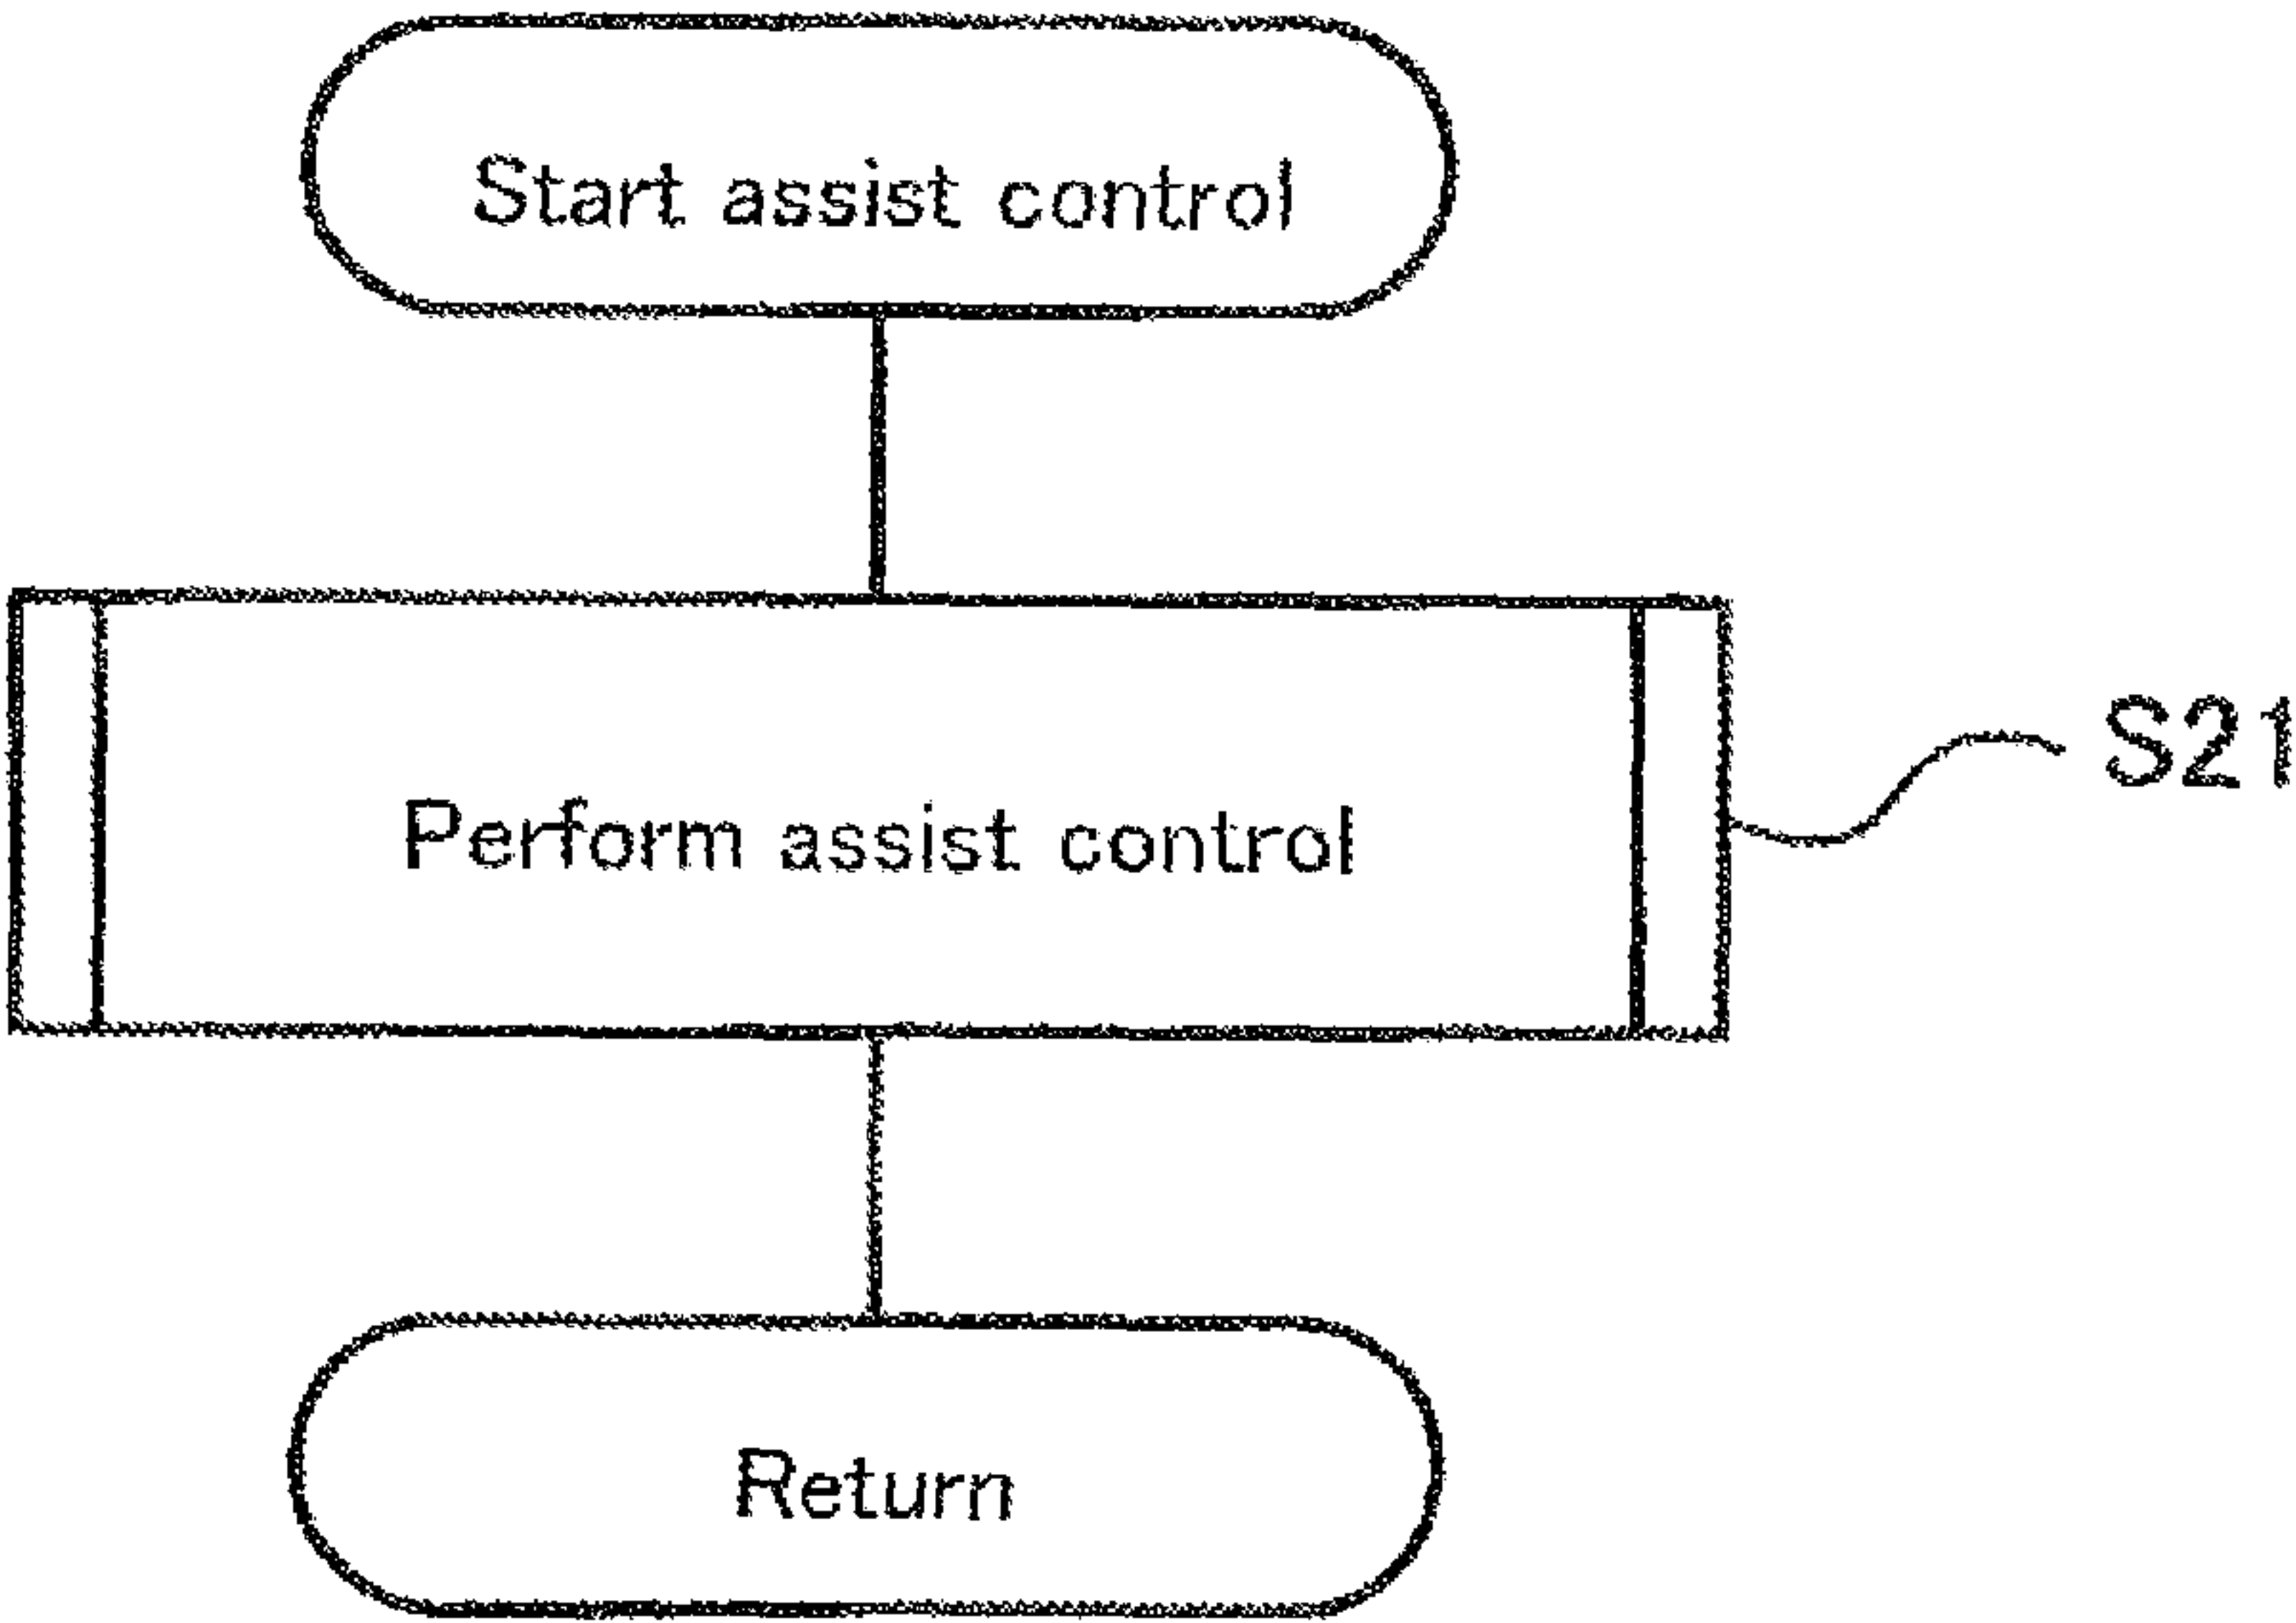 Start assist control
Perform assist control
S21
Return